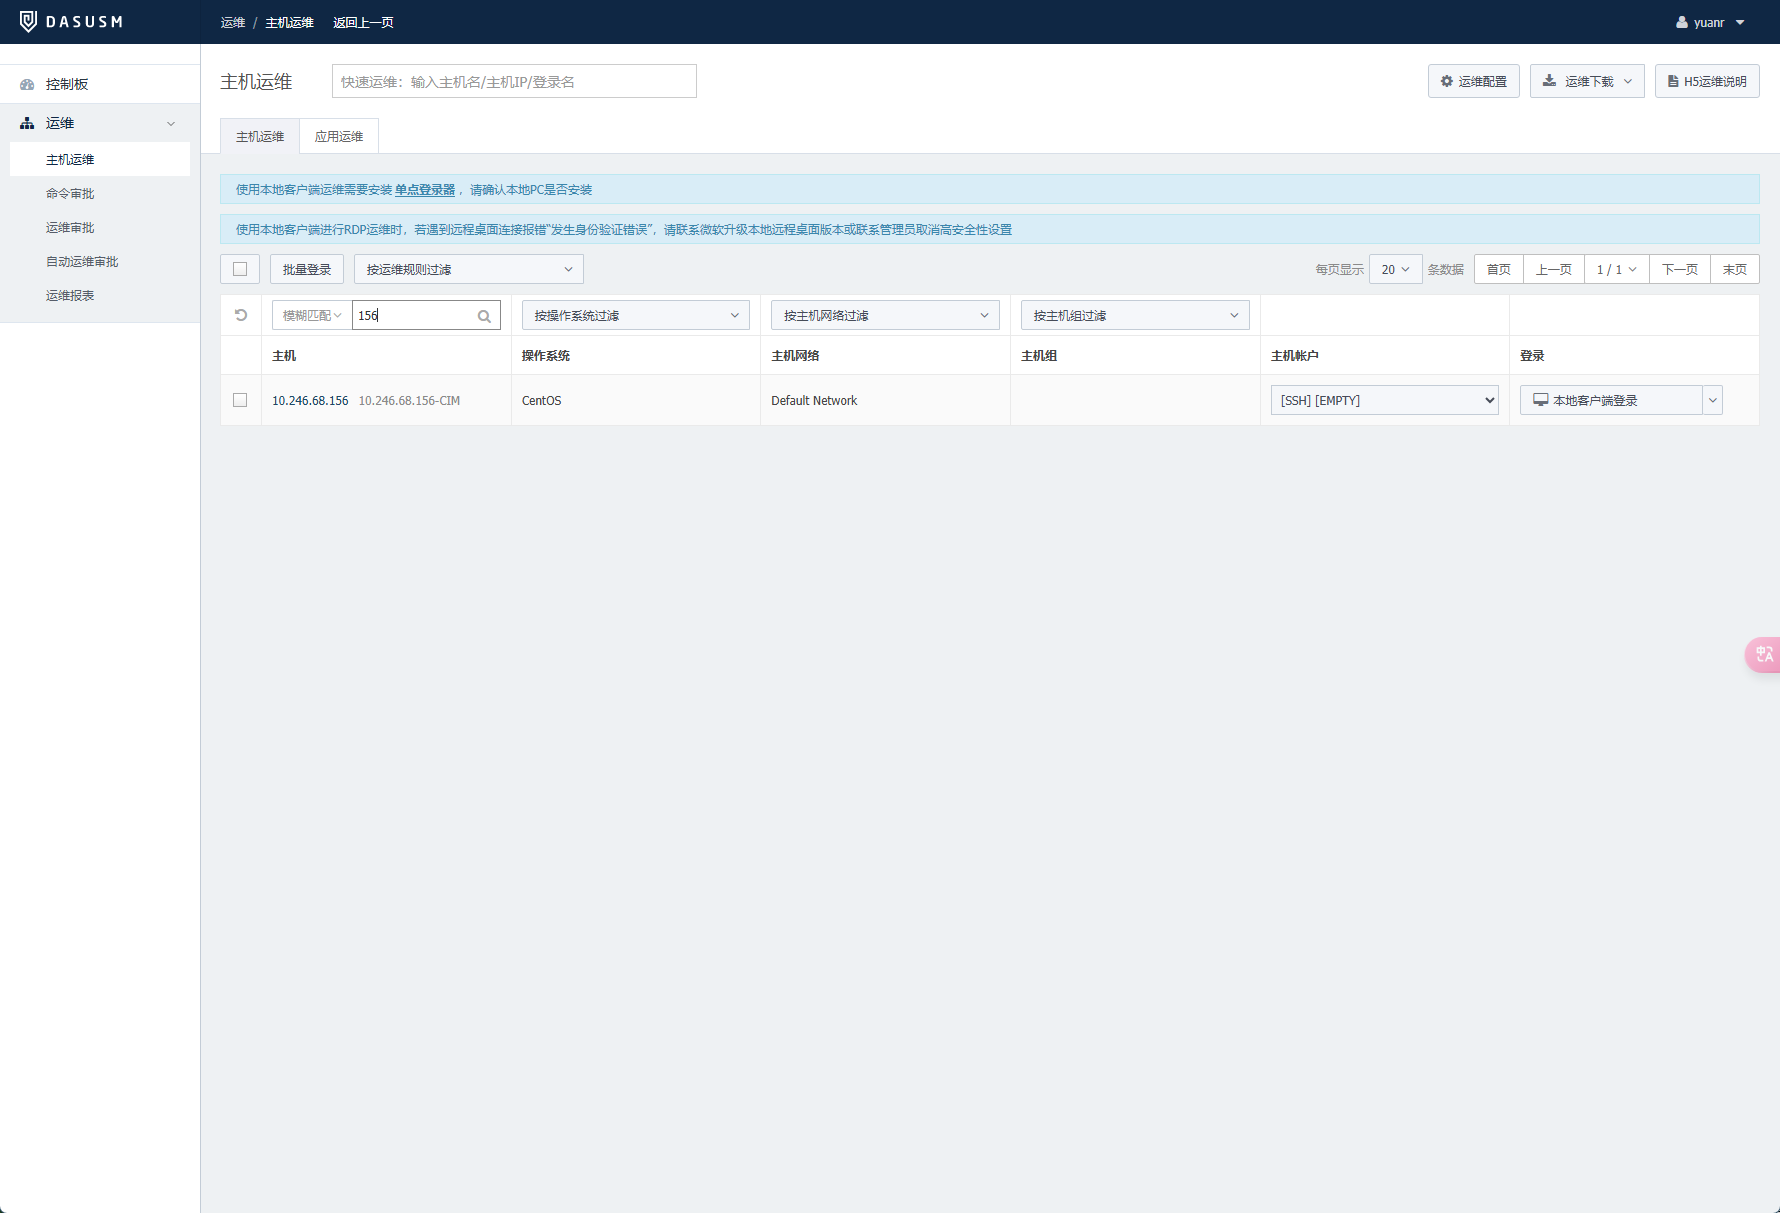 DASUSM
运维 / 主机运维 返回上一页
yuanr
控制板
运维
主机运维
命令审批
运维审批
自动运维审批
运维报表
主机运维
快速运维：输入主机名/主机IP/登录名
运维配置
运维下载
H5运维说明
主机运维 应用运维
使用本地客户端运维需要安装 单点登录器 ，请确认本地PC是否安装
使用本地客户端进行RDP运维时，若遇到远程桌面连接报错"发生身份验证错误"，请联系微软升级本地远程桌面版本或联系管理员取消高安全性设置
批量登录 按运维规则过滤 每页显示 20 条数据 首页 上一页 1 / 1 下一页 末页
模糊匹配 156 按操作系统过滤 按主机网络过滤 按主机组过滤
主机 操作系统 主机网络 主机组 主机帐户 登录
10.246.68.156 10.246.68.156-CIM CentOS Default Network [SSH] [EMPTY] 本地客户端登录